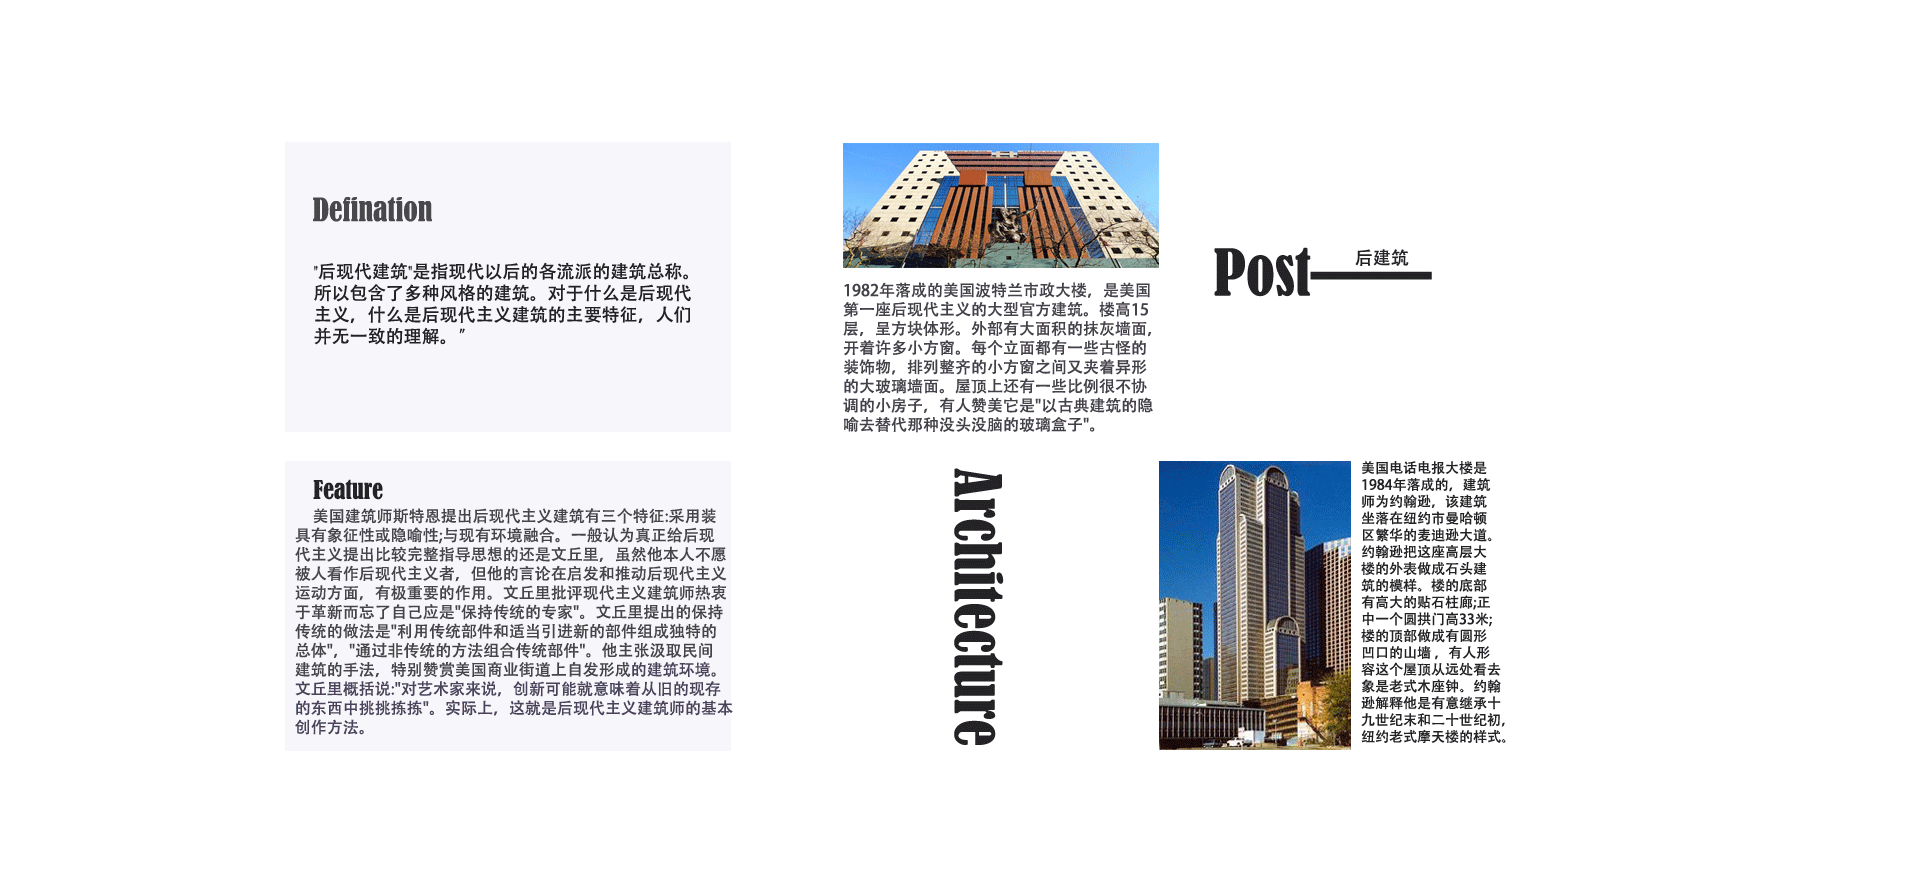 Defination
"后现代建筑"是指现代以后的各流派的建筑总称。
所以包含了多种风格的建筑。对于什么是后现代
主义，什么是后现代主义建筑的主要特征，人们
并无一致的理解。”
Feature
美国建筑师斯特恩提出后现代主义建筑有三个特征:采用装
具有象征性或隐喻性;与现有环境融合。一般认为真正给后现
代主义提出比较完整指导思想的还是文丘里，虽然他本人不愿
被人看作后现代主义者，但他的言论在启发和推动后现代主义
运动方面，有极重要的作用。文丘里批评现代主义建筑师热衷
于革新而忘了自己应是"保持传统的专家"。文丘里提出的保持
传统的做法是"利用传统部件和适当引进新的部件组成独特的
总体"，"通过非传统的方法组合传统部件"。他主张汲取民间
建筑的手法，特别赞赏美国商业街道上自发形成的建筑环境。
文丘里概括说:"对艺术家来说，创新可能就意味着从旧的现存
的东西中挑挑拣拣"。实际上，这就是后现代主义建筑师的基本
创作方法。
1982年落成的美国波特兰市政大楼，是美国
第一座后现代主义的大型官方建筑。楼高15
层，呈方块体形。外部有大面积的抹灰墙面，
开着许多小方窗。每个立面都有一些古怪的
装饰物，排列整齐的小方窗之间又夹着异形
的大玻璃墙面。屋顶上还有一些比例很不协
调的小房子，有人赞美它是"以古典建筑的隐
喻去替代那种没头没脑的玻璃盒子"。
Post
后建筑
Architecture
美国电话电报大楼是
1984年落成的，建筑
师为约翰逊，该建筑
坐落在纽约市曼哈顿
区繁华的麦迪逊大道。
约翰逊把这座高层大
楼的外表做成石头建
筑的模样。楼的底部
有高大的贴石柱廊;正
中一个圆拱门高33米;
楼的顶部做成有圆形
凹口的山墙，有人形
容这个屋顶从远处看去
象是老式木座钟。约翰
逊解释他是有意继承十
九世纪末和二十世纪初，
纽约老式摩天楼的样式。